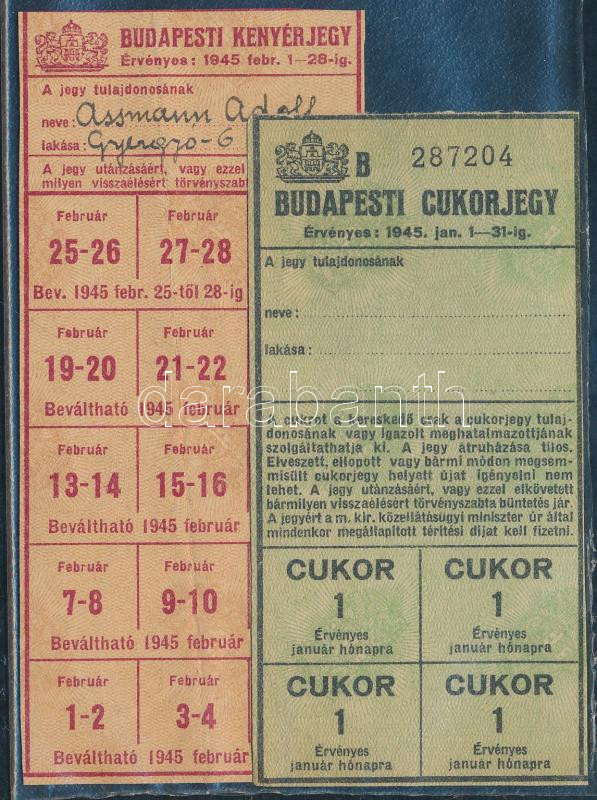 BUDAPESTI KENYÉRJEGY
Érvényes: 1945 febr. 1—28-ig.
A jegy tulajdonosának
neve: Assmann Adolf
lakása: Gyergyó-6
A jegy utánzásáért, vagy ezzel
milyen visszaélésért törvényszabt
Február
25-26
Február
27-28
Bev. 1945 febr. 25-től 28-ig
Február
19-20
Február
21-22
Beváltható 1945 február
Február
13-14
Február
15-16
Beváltható 1945 február
Február
7-8
Február
9-10
Beváltható 1945 február
Február
1-2
Február
3-4
Beváltható 1945 február
B 287204
BUDAPESTI CUKORJEGY
Érvényes: 1945. jan. 1—31-ig.
A jegy tulajdonosának
neve:
lakása:
A cukrot a kereskedő csak a cukorjegy tulaj-
donosának vagy igazolt meghatalmazottjának
szolgáltathatja ki. A jegy átruházása tilos.
Elveszett, ellopott vagy bármi módon megsem-
misült cukorjegy helyett újat igényelni nem
lehet. A jegy utánzásáért, vagy ezzel elkövetett
bármilyen visszaélésért törvényszabta büntetés jár.
A jegyért a m. kir. közellátásügyi miniszter úr által
mindenkor megállapított térítési díjat kell fizetni.
CUKOR
1
Érvényes
január hónapra
CUKOR
1
Érvényes
január hónapra
CUKOR
1
Érvényes
január hónapra
CUKOR
1
Érvényes
január hónapra
darabanth